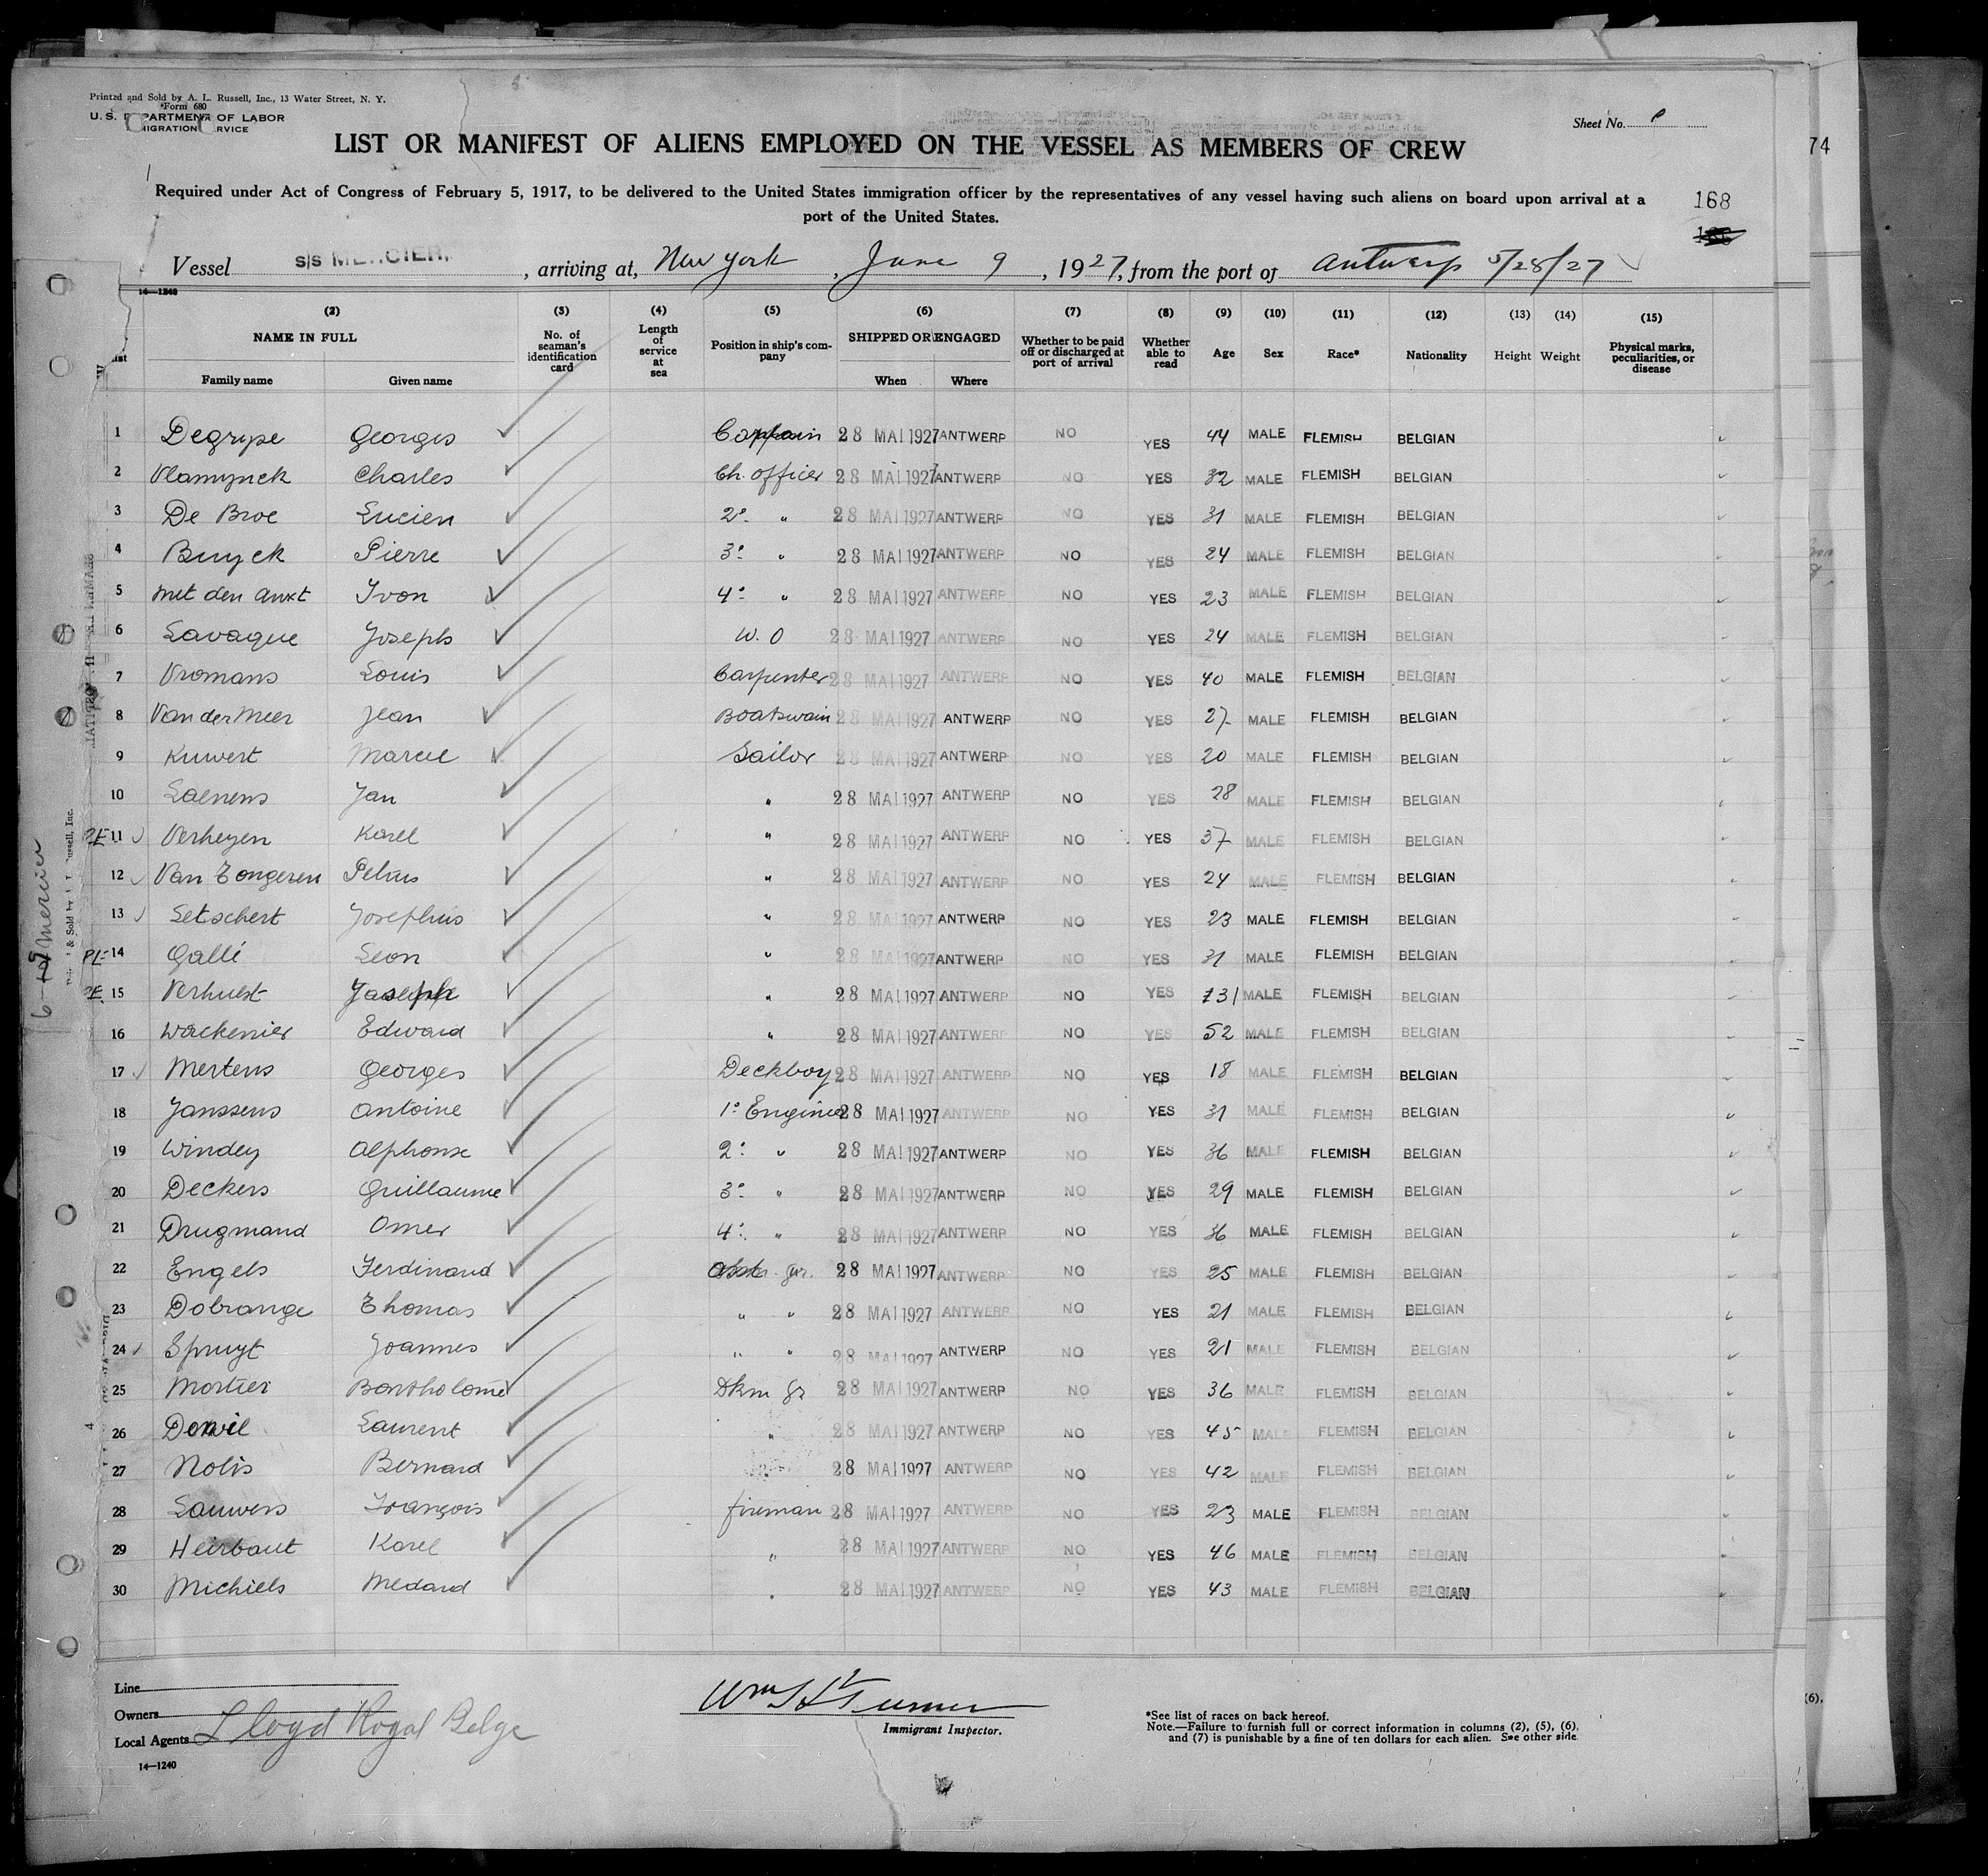 Printed and Sold by A. L. Russell, Inc., 13 Water Street, N. Y.
Form 680
U. S. DEPARTMENT OF LABOR
Sheet No.
LIST OR MANIFEST OF ALIENS EMPLOYED ON THE VESSEL AS MEMBERS OF CREW
74
Required under Act of Congress of February 5, 1917, to be delivered to the United States immigration officer by the representatives of any vessel having such aliens on board upon arrival at a
port of the United States.
168
Vessel s/s MERCIER, arriving at, New York, June 9, 1927, from the port of Antwerp 5/28/27
14—1240
(2) (3) (4) (5) (6) (7) (8) (9) (10) (11) (12) (13) (14) (15)
NAME IN FULL No. of seaman's identification card Length of service at sea Position in ship's company SHIPPED OR ENGAGED Whether to be paid off or discharged at port of arrival Whether able to read Age Sex Race* Nationality Height Weight Physical marks, peculiarities, or disease
Family name Given name When Where
1 Degrijse Georges Captain 28 MAI 1927 ANTWERP NO YES 44 MALE FLEMISH BELGIAN
2 Vlamynck Charles Ch. officer 28 MAI 1927 ANTWERP NO YES 32 MALE FLEMISH BELGIAN
3 De Broe Lucien 2° " 28 MAI 1927 ANTWERP NO YES 31 MALE FLEMISH BELGIAN
4 Buyck Pierre 3° " 28 MAI 1927 ANTWERP NO YES 24 MALE FLEMISH BELGIAN
5 Met den Anxt Yvon 4° " 28 MAI 1927 ANTWERP NO YES 23 MALE FLEMISH BELGIAN
6 Lavaque Joseph W. O 28 MAI 1927 ANTWERP NO YES 24 MALE FLEMISH BELGIAN
7 Vromans Louis Carpenter 28 MAI 1927 ANTWERP NO YES 40 MALE FLEMISH BELGIAN
8 Van der Meer Jean Boatswain 28 MAI 1927 ANTWERP NO YES 27 MALE FLEMISH BELGIAN
9 Kuwert Marcel Sailor 28 MAI 1927 ANTWERP NO YES 20 MALE FLEMISH BELGIAN
10 Laenens Jan " 28 MAI 1927 ANTWERP NO YES 28 MALE FLEMISH BELGIAN
11 Verheyen Karel " 28 MAI 1927 ANTWERP NO YES 37 MALE FLEMISH BELGIAN
12 Van Tongeren Petrus " 28 MAI 1927 ANTWERP NO YES 24 MALE FLEMISH BELGIAN
13 Letschert Josephus " 28 MAI 1927 ANTWERP NO YES 23 MALE FLEMISH BELGIAN
14 Gallé Leon " 28 MAI 1927 ANTWERP NO YES 31 MALE FLEMISH BELGIAN
15 Verhulst Joseph " 28 MAI 1927 ANTWERP NO YES 31 MALE FLEMISH BELGIAN
16 Wackenier Edward " 28 MAI 1927 ANTWERP NO YES 52 MALE FLEMISH BELGIAN
17 Mertens Georges Deckboy 28 MAI 1927 ANTWERP NO YES 18 MALE FLEMISH BELGIAN
18 Janssens Antoine 1° Engineer 28 MAI 1927 ANTWERP NO YES 31 MALE FLEMISH BELGIAN
19 Windey Alphonse 2° " 28 MAI 1927 ANTWERP NO YES 36 MALE FLEMISH BELGIAN
20 Deckers Guillaume 3° " 28 MAI 1927 ANTWERP NO YES 29 MALE FLEMISH BELGIAN
21 Drugmand Omer 4° " 28 MAI 1927 ANTWERP NO YES 36 MALE FLEMISH BELGIAN
22 Engels Ferdinand 28 MAI 1927 ANTWERP NO YES 25 MALE FLEMISH BELGIAN
23 Dobrange Thomas " " 28 MAI 1927 ANTWERP NO YES 21 MALE FLEMISH BELGIAN
24 Spruyt Joannes " " 28 MAI 1927 ANTWERP NO YES 21 MALE FLEMISH BELGIAN
25 Mortier Bartholomé Dkm 28 MAI 1927 ANTWERP NO YES 36 MALE FLEMISH BELGIAN
26 Laurent " 28 MAI 1927 ANTWERP NO YES 45 MALE FLEMISH BELGIAN
27 Nolis Bernard 28 MAI 1927 ANTWERP NO YES 42 MALE FLEMISH BELGIAN
28 Lauwers François fireman 28 MAI 1927 ANTWERP NO YES 23 MALE FLEMISH BELGIAN
29 Heirbaut Karel " 28 MAI 1927 ANTWERP NO YES 46 MALE FLEMISH BELGIAN
30 Michiels Medard " 28 MAI 1927 ANTWERP NO YES 43 MALE FLEMISH BELGIAN
Line
Owners
Local Agents Lloyd Royal Belge
Turner
Immigrant Inspector.
*See list of races on back hereof.
Note.—Failure to furnish full or correct information in columns (2), (5), (6),
and (7) is punishable by a fine of ten dollars for each alien. See other side
14—1240
(6),